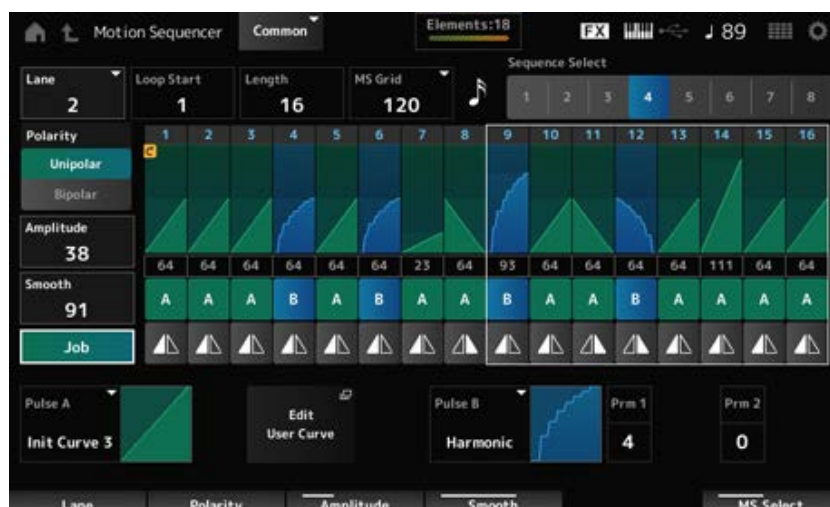 Motion Sequencer Common Elements:18 FX ♩ 89
Lane Loop Start Length MS Grid Sequence Select
2 1 16 120 1 2 3 4 5 6 7 8
Polarity 1 2 3 4 5 6 7 8 9 10 11 12 13 14 15 16
C
Unipolar
Bipolar
Amplitude
38
64 64 64 64 64 64 23 64 93 64 64 64 64 111 64 64
Smooth
91
A A A B A B A A B A A B A A A A
Job
Pulse A Edit User Curve Pulse B Prm 1 Prm 2
Init Curve 3 Harmonic 4 0
Lane Polarity Amplitude Smooth MS Select